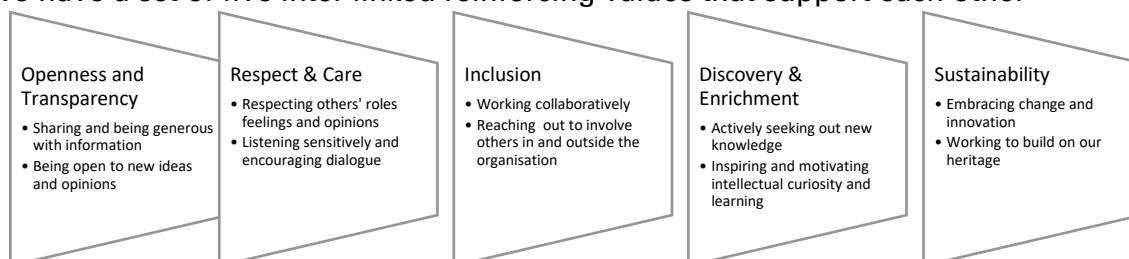 have a set of five inter linked reinforcing values that support each other
Openness and
Transparency
• Sharing and being generous
with information
• Being open to new ideas
and opinions
Respect & Care
• Respecting others' roles
feelings and opinions
• Listening sensitively and
encouraging dialogue
Inclusion
• Working collaboratively
• Reaching out to involve
others in and outside the
organisation
Discovery &
Enrichment
• Actively seeking out new
knowledge
• Inspiring and motivating
intellectual curiosity and
learning
Sustainability
• Embracing change and
innovation
• Working to build on our
heritage